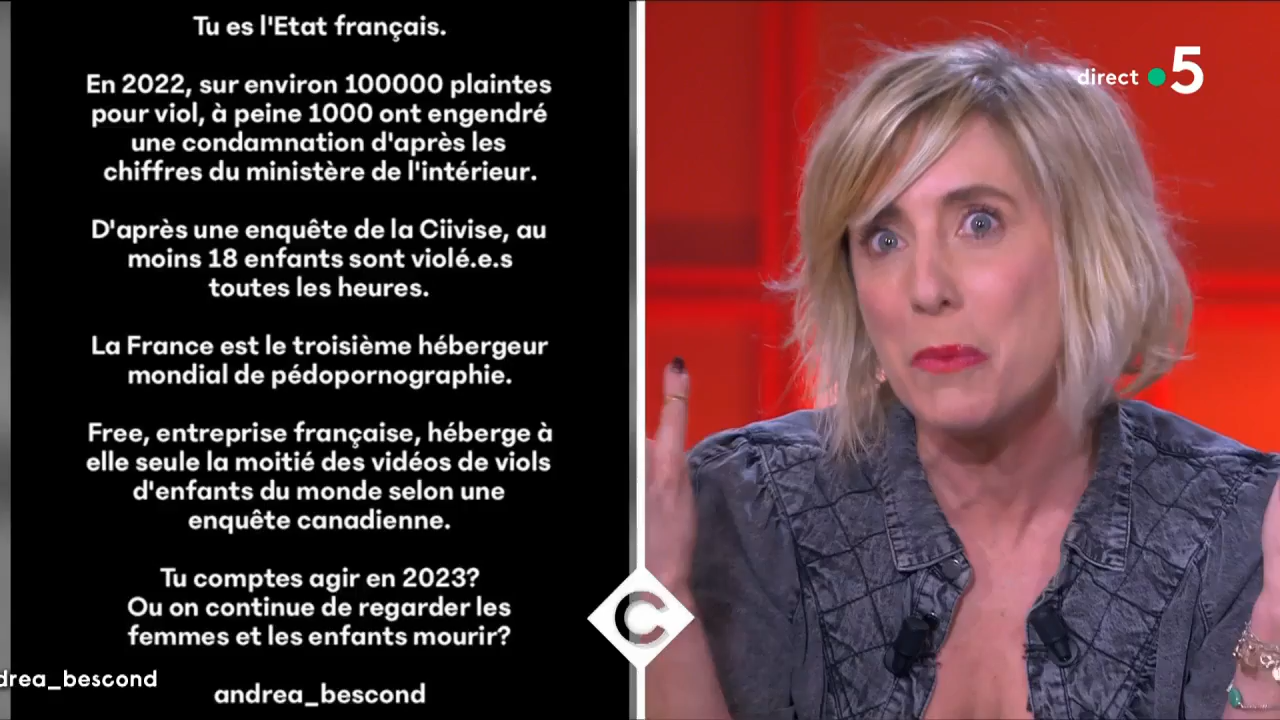 Tu es l'Etat français.
En 2022, sur environ 100000 plaintes
pour viol, à peine 1000 ont engendré
une condamnation d'après les
chiffres du ministère de l'intérieur.
D'après une enquête de la Ciivise, au
moins 18 enfants sont violé.e.s
toutes les heures.
La France est le troisième hébergeur
mondial de pédopornographie.
Free, entreprise française, héberge à
elle seule la moitié des vidéos de viols
d'enfants du monde selon une
enquête canadienne.
Tu comptes agir en 2023?
Ou on continue de regarder les
femmes et les enfants mourir?
andrea_bescond
drea_bescond
direct 5
C